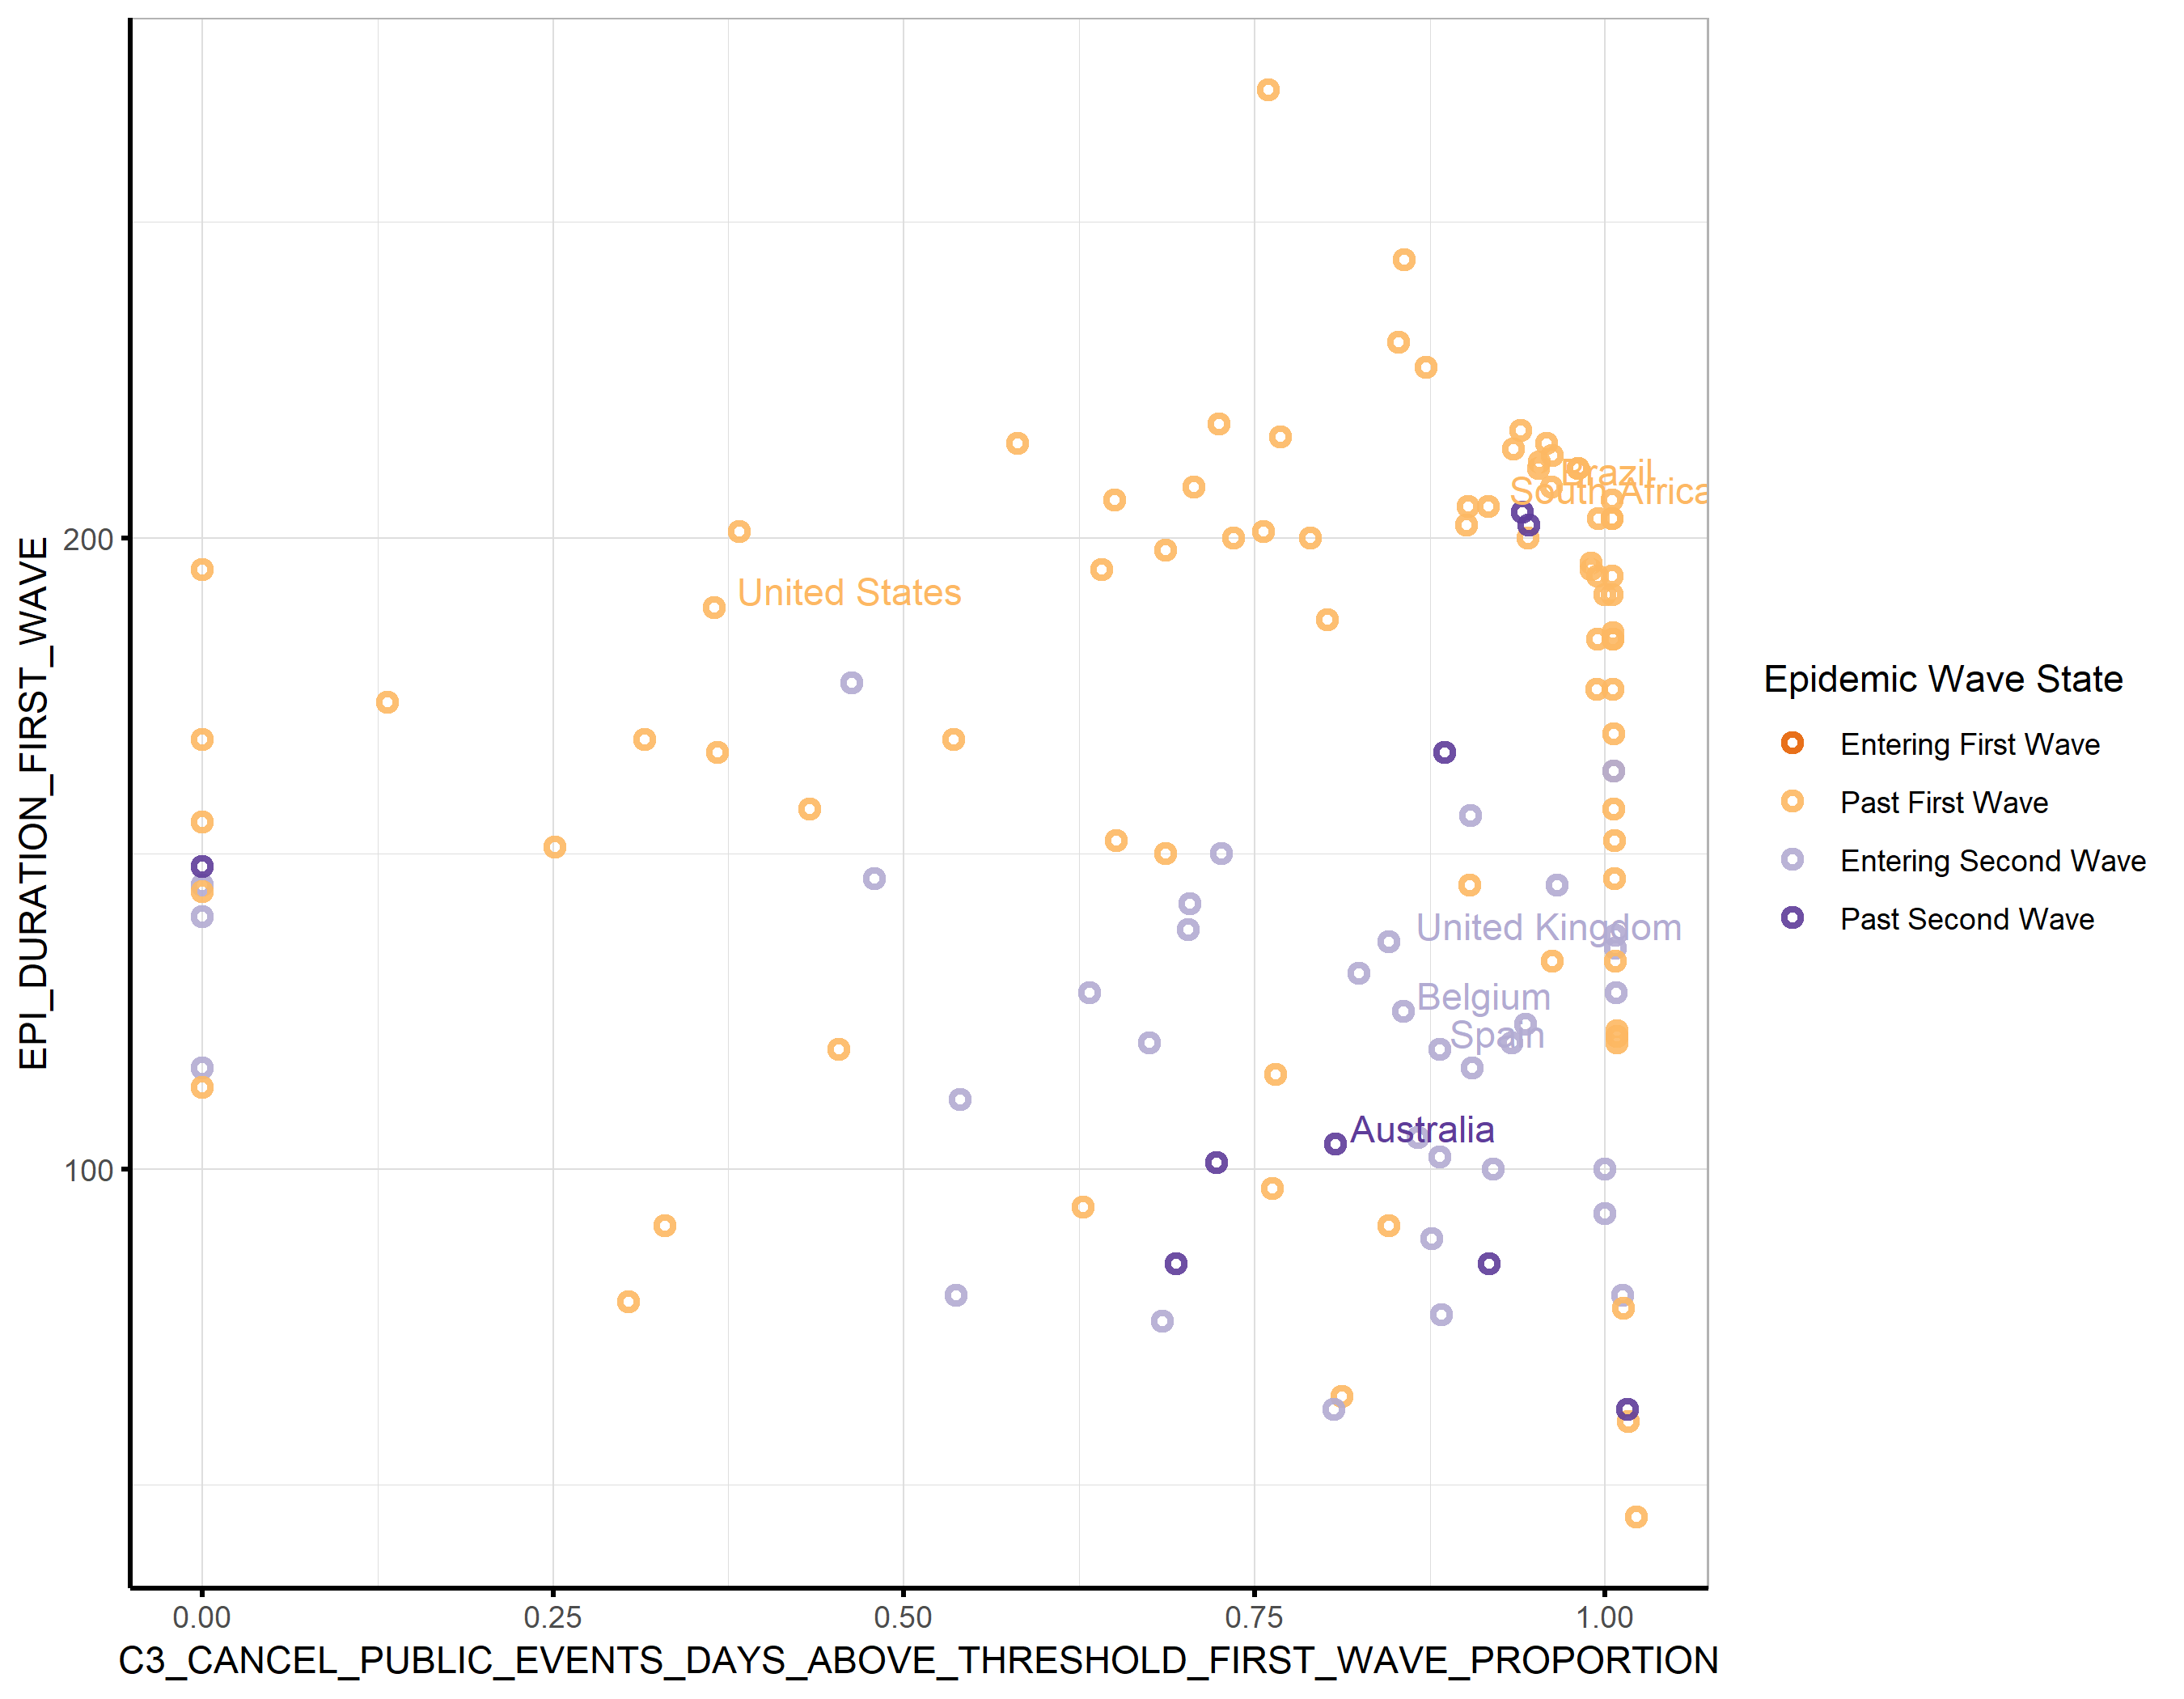 EPI_DURATION_FIRST_WAVE
200
100
Brazil
South Africa
United States
United Kingdom
Belgium
Spain
Australia
0.00 0.25 0.50 0.75 1.00
C3_CANCEL_PUBLIC_EVENTS_DAYS_ABOVE_THRESHOLD_FIRST_WAVE_PROPORTION
Epidemic Wave State
Entering First Wave
Past First Wave
Entering Second Wave
Past Second Wave